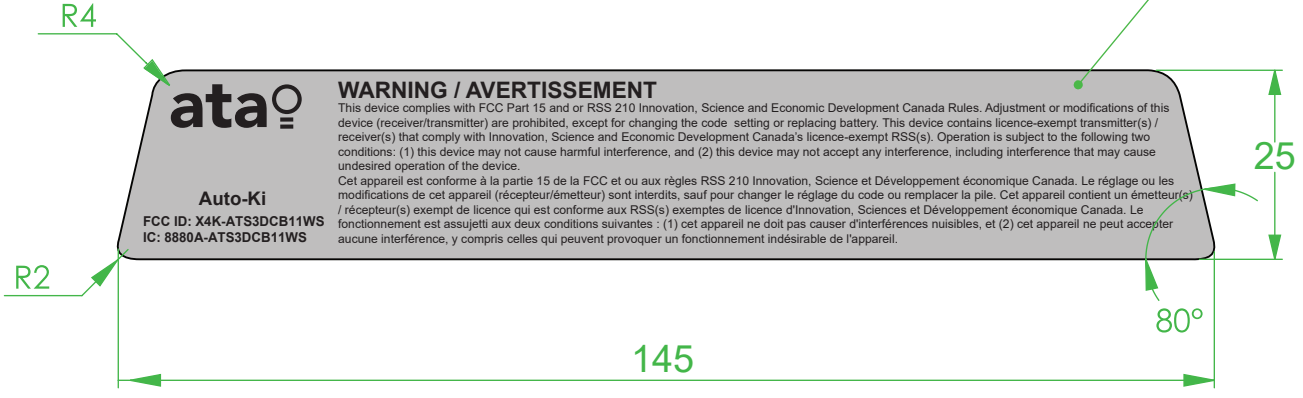 R4
ata
WARNING / AVERTISSEMENT
This device complies with FCC Part 15 and or RSS 210 Innovation, Science and Economic Development Canada Rules. Adjustment or modifications of this
device (receiver/transmitter) are prohibited, except for changing the code setting or replacing battery. This device contains licence-exempt transmitter(s) /
receiver(s) that comply with Innovation, Science and Economic Development Canada's licence-exempt RSS(s). Operation is subject to the following two
conditions: (1) this device may not cause harmful interference, and (2) this device may not accept any interference, including interference that may cause
undesired operation of the device.
Cet appareil est conforme à la partie 15 de la FCC et ou aux règles RSS 210 Innovation, Science et Développement économique Canada. Le réglage ou les
modifications de cet appareil (récepteur/émetteur) sont interdits, sauf pour changer le réglage du code ou remplacer la pile. Cet appareil contient un émetteur(s)
/ récepteur(s) exempt de licence qui est conforme aux RSS(s) exemptes de licence d'Innovation, Sciences et Développement économique Canada. Le
fonctionnement est assujetti aux deux conditions suivantes : (1) cet appareil ne doit pas causer d'interférences nuisibles, et (2) cet appareil ne peut accepter
aucune interférence, y compris celles qui peuvent provoquer un fonctionnement indésirable de l'appareil.
Auto-Ki
FCC ID: X4K-ATS3DCB11WS
IC: 8880A-ATS3DCB11WS
25
R2
80°
145